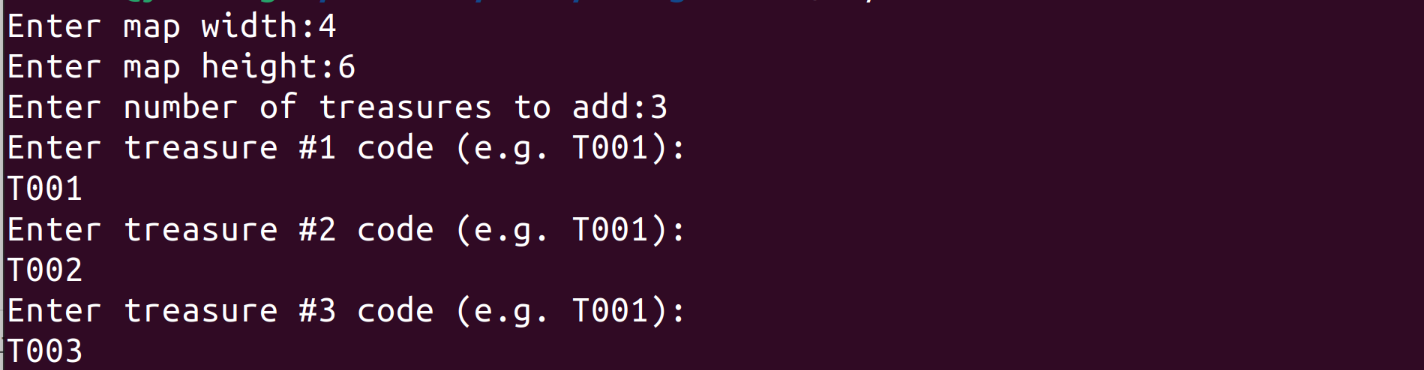 Enter map width:4
Enter map height:6
Enter number of treasures to add:3
Enter treasure #1 code (e.g. T001):
T001
Enter treasure #2 code (e.g. T001):
T002
Enter treasure #3 code (e.g. T001):
T003